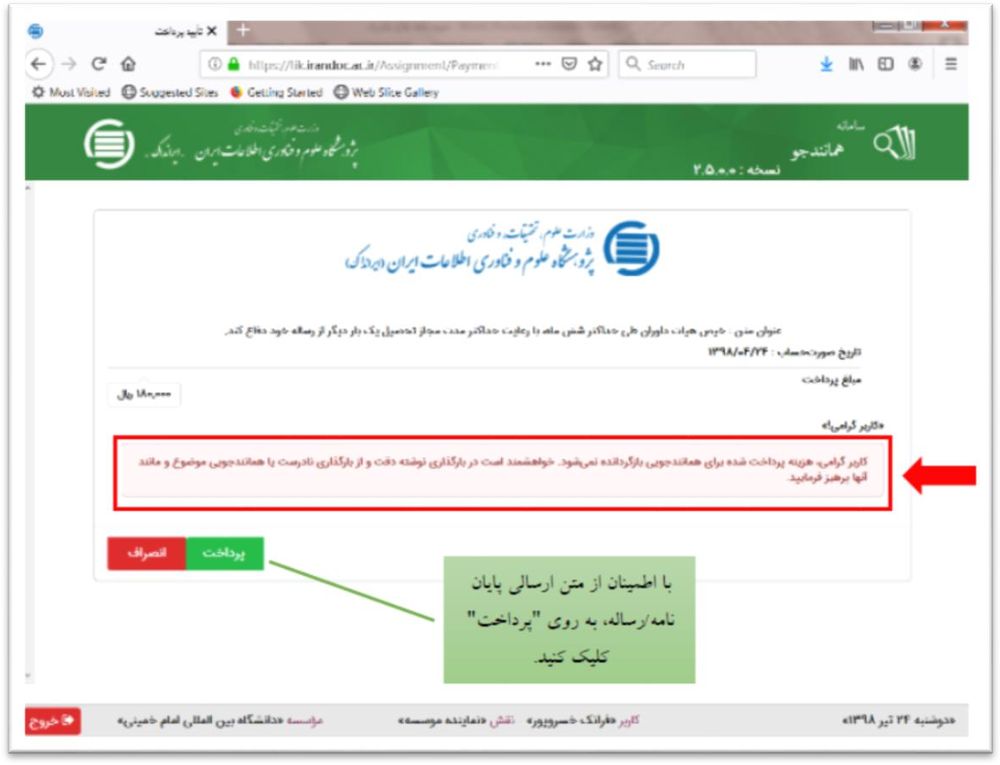 تأیید پرداخت
https://tik.irandoc.ac.ir/Assignment/Payment
Search
Most Visited Suggested Sites Getting Started Web Slice Gallery
سامانه
همانندجو
نسخه : ۲.۵.۰.۰
وزارت علوم، تحقیقات و فناوری
پژوهشگاه علوم و فناوری اطلاعات ایران (ایرانداک)
وزارت علوم، تحقیقات و فناوری
پژوهشگاه علوم و فناوری اطلاعات ایران (ایرانداک)
عنوان متن : هیات داوران طی حداکثر شش ماه با رعایت حداکثر مدت مجاز تحصیل یک بار دیگر از رساله خود دفاع کند.
تاریخ صورت‌حساب : ۱۳۹۸/۰۴/۲۴
مبلغ پرداخت
۱۸۰,۰۰۰ ریال
«کاربر گرامی!»
کاربر گرامی، هزینه پرداخت شده برای همانندجویی بازگردانده نمی‌شود. خواهشمند است در بارگذاری نوشته دقت و از بارگذاری نادرست یا همانندجویی موضوع و مانند
آنها پرهیز فرمایید.
پرداخت
انصراف
با اطمینان از متن ارسالی پایان
نامه/رساله، به روی "پرداخت"
کلیک کنید.
«دوشنبه ۲۴ تیر ۱۳۹۸»
کاربر «فرانک خسروپور» نقش «نماینده موسسه»
مؤسسه «دانشگاه بین المللی امام خمینی»
خروج